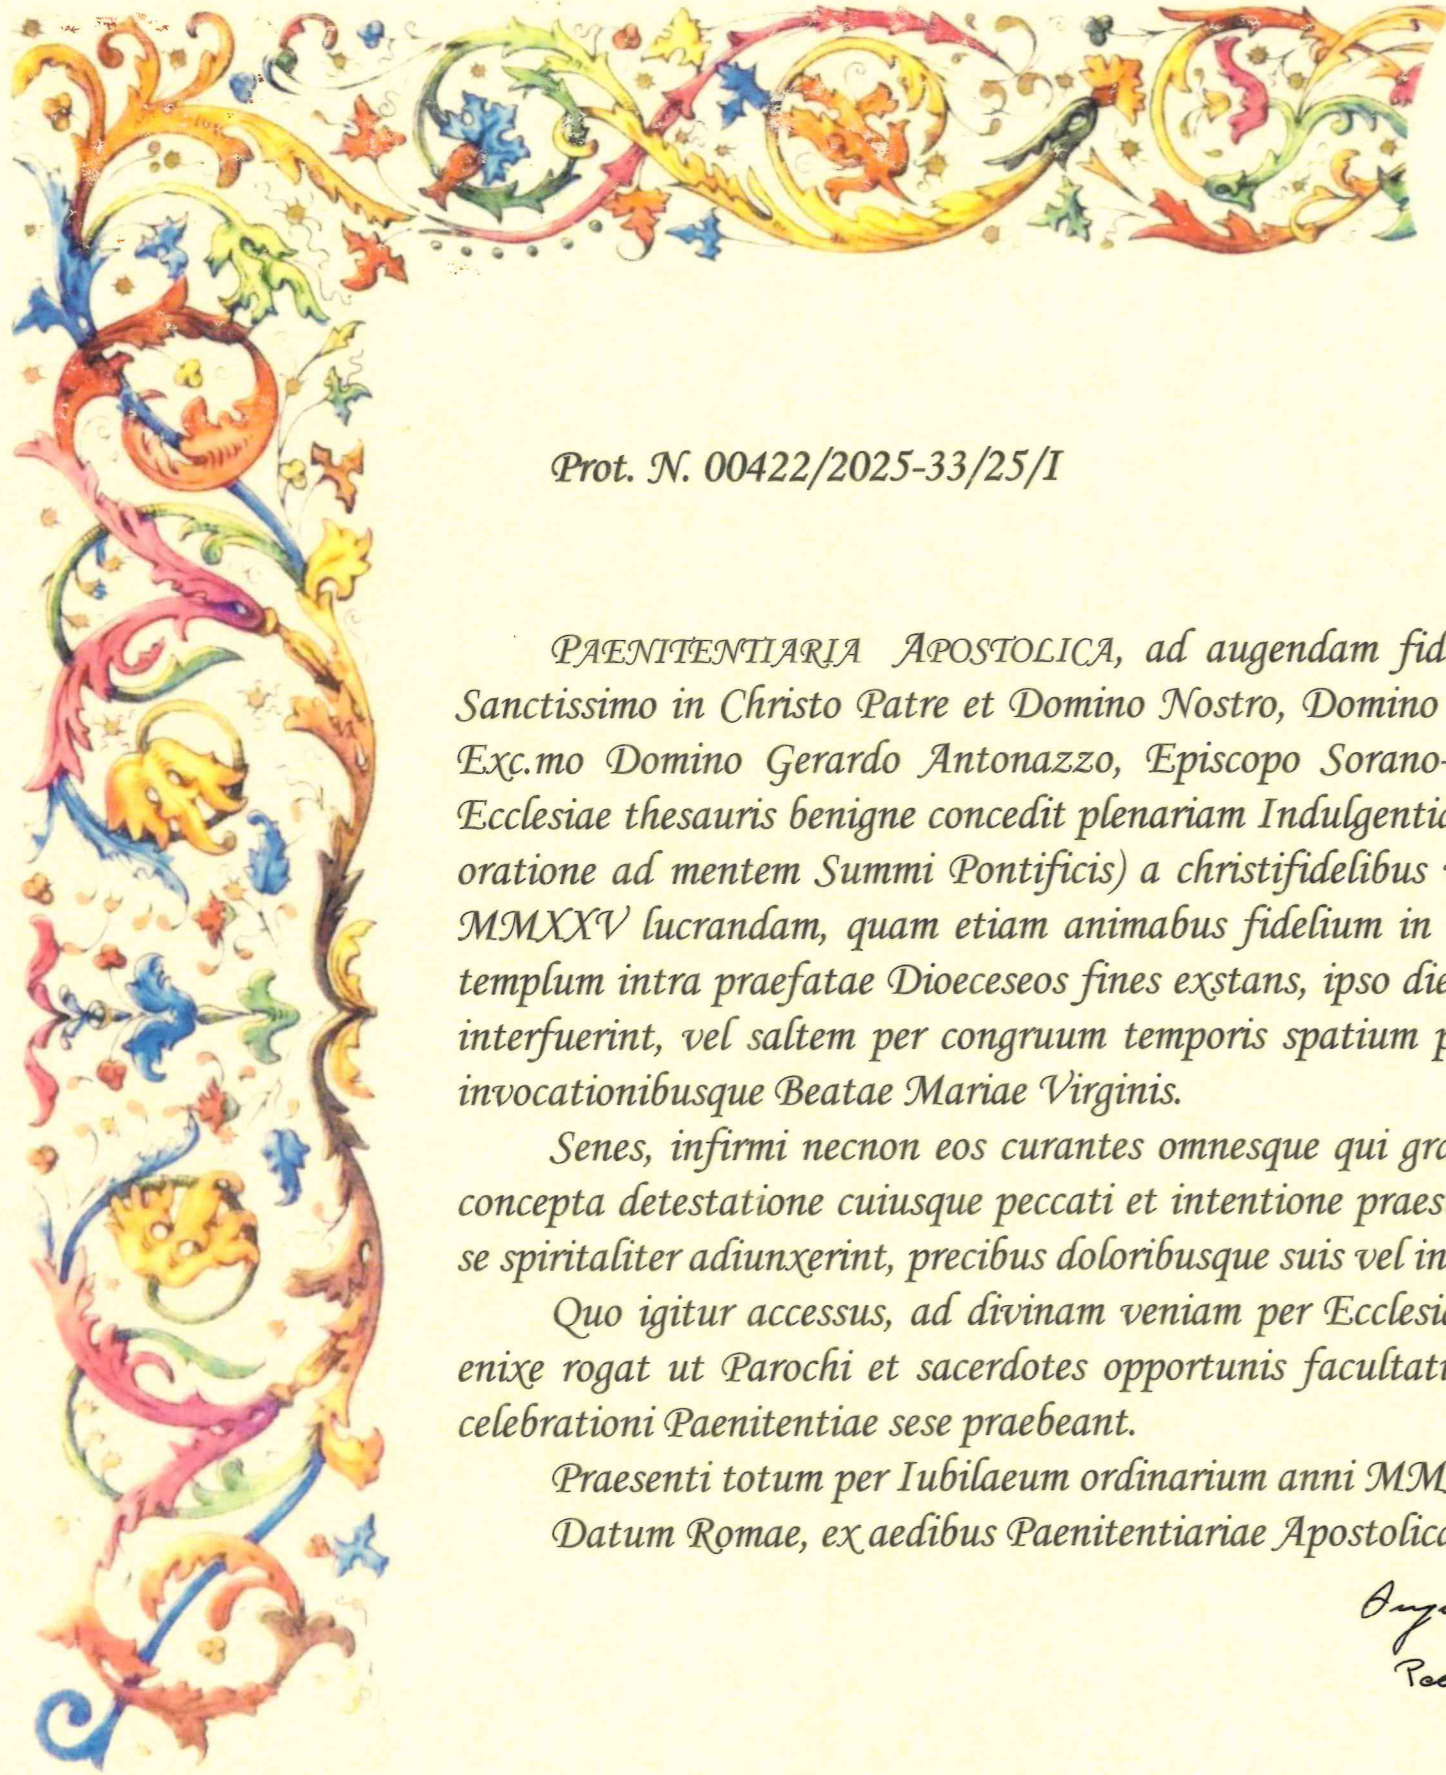 Prot. N. 00422/2025-33/25/I
PAENITENTIARIA APOSTOLICA, ad augendam fid
Sanctissimo in Christo Patre et Domino Nostro, Domino
Exc.mo Domino Gerardo Antonazzo, Episcopo Sorano-
Ecclesiae thesauris benigne concedit plenariam Indulgentia
oratione ad mentem Summi Pontificis) a christifidelibus
MMXXV lucrandam, quam etiam animabus fidelium in
templum intra praefatae Dioeceseos fines exstans, ipso die
interfuerint, vel saltem per congruum temporis spatium p
invocationibusque Beatae Mariae Virginis.
Senes, infirmi necnon eos curantes omnesque qui gra
concepta detestatione cuiusque peccati et intentione praes
se spiritaliter adiunxerint, precibus doloribusque suis vel in
Quo igitur accessus, ad divinam veniam per Ecclesia
enixe rogat ut Parochi et sacerdotes opportunis facultati
celebrationi Paenitentiae sese praebeant.
Praesenti totum per Iubilaeum ordinarium anni MM
Datum Romae, ex aedibus Paenitentiariae Apostolica